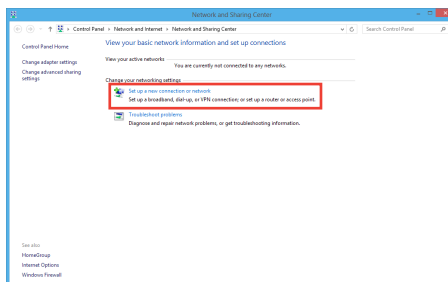 Network and Sharing Center
Control Panel Network and Internet Network and Sharing Center
Search Control Panel
Control Panel Home
Change adapter settings
Change advanced sharing
settings
View your basic network information and set up connections
View your active networks
You are currently not connected to any networks.
Change your networking settings
Set up a new connection or network
Set up a broadband, dial-up, or VPN connection; or set up a router or access point.
Troubleshoot problems
Diagnose and repair network problems, or get troubleshooting information.
See also
HomeGroup
Internet Options
Windows Firewall